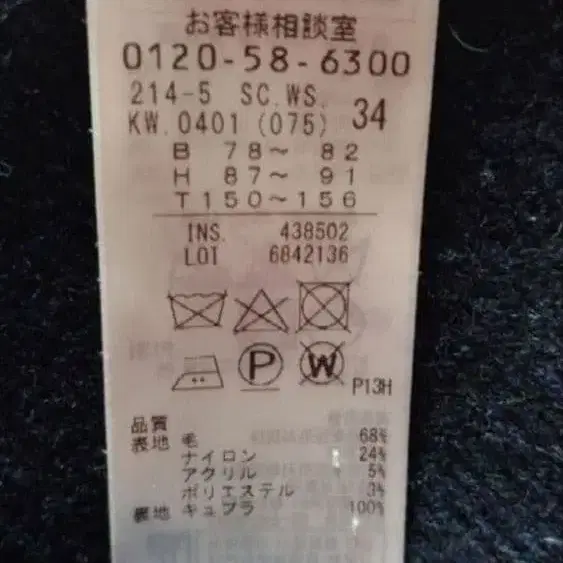 お客様相談室
0120-58-6300
214-5 SC.WS. 34
KW.0401 (075)
B 78～ 82
H 87～ 91
T 150～156
INS. 438502
LOT 6842136
P W
P13H
品質
表地 毛 68%
ナイロン 24%
アクリル 5%
ポリエステル 3%
裏地 キュプラ 100%